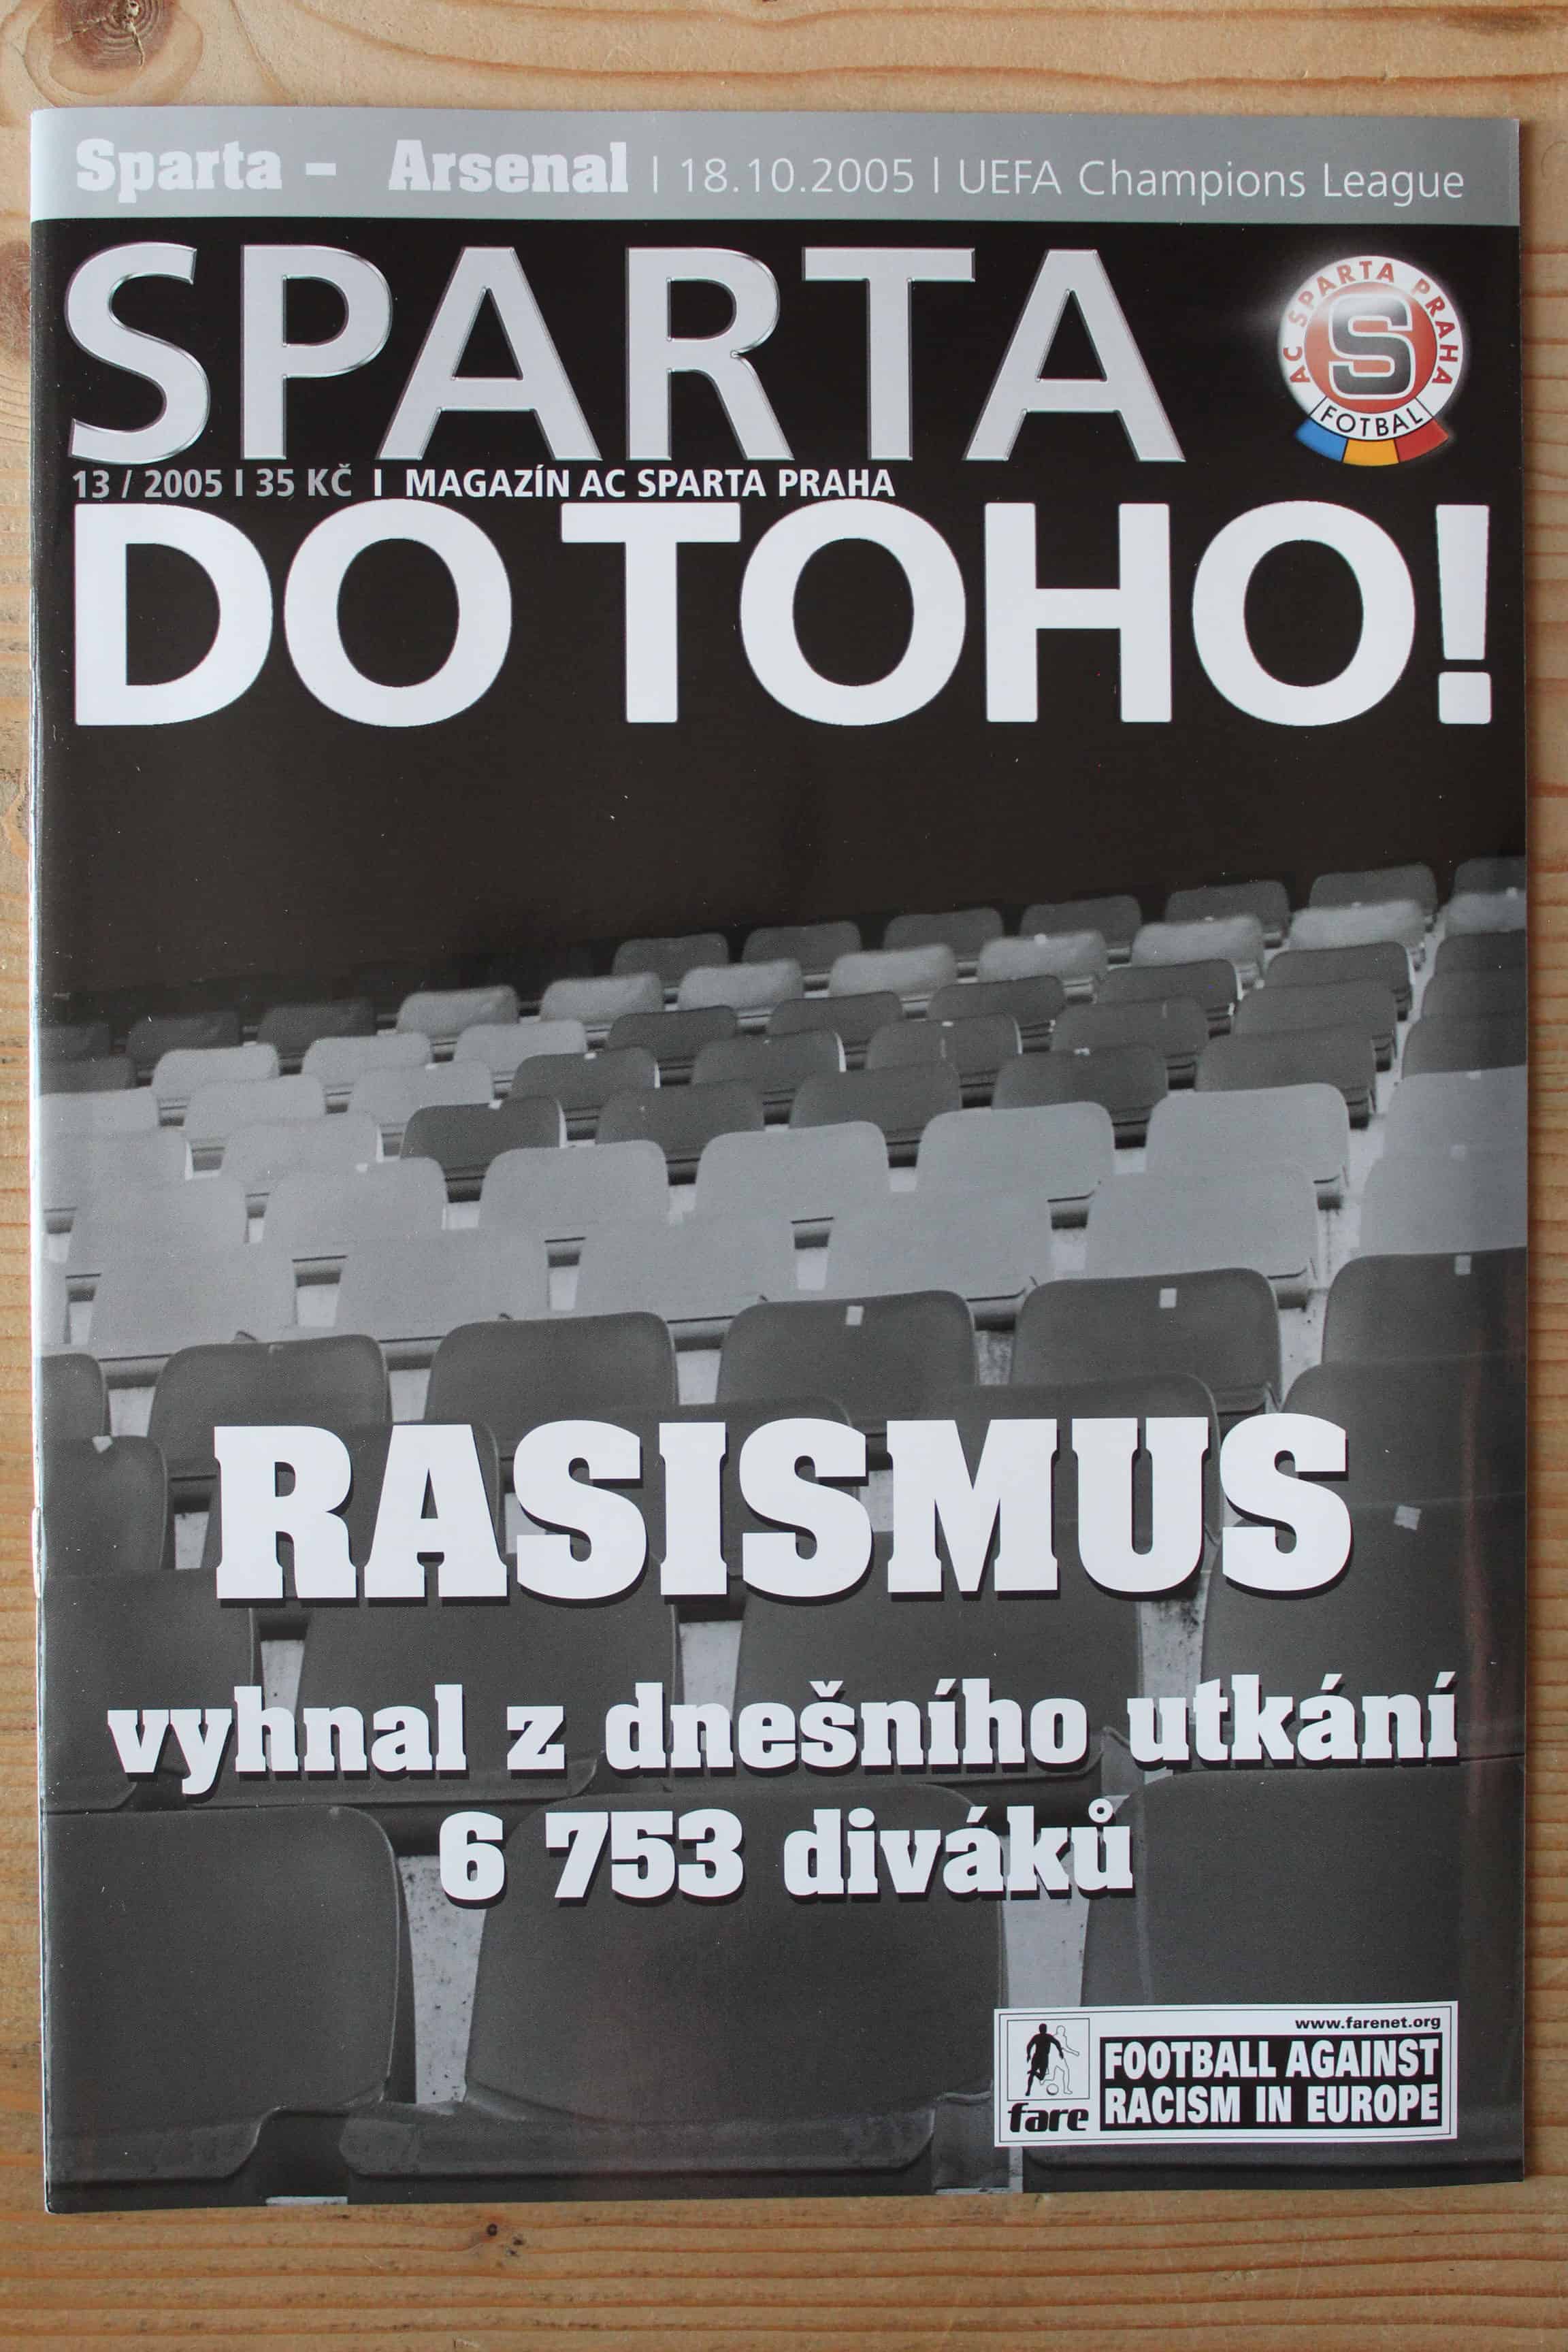 Sparta - Arsenal | 18.10.2005 | UEFA Champions League
SPARTA
AC SPARTA PRAHA
S
FOTBAL
13 / 2005 | 35 KČ | MAGAZÍN AC SPARTA PRAHA
DO TOHO!
RASISMUS
vyhnal z dnešního utkání
6 753 diváků
www.farenet.org
fare
FOOTBALL AGAINST
RACISM IN EUROPE